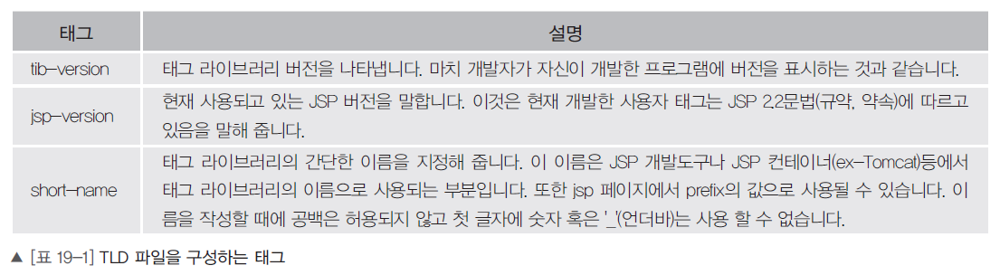 태그 설명
tib-version 태그 라이브러리 버전을 나타냅니다. 마치 개발자가 자신이 개발한 프로그램에 버전을 표시하는 것과 같습니다.
jsp-version 현재 사용되고 있는 JSP 버전을 말합니다. 이것은 현재 개발한 사용자 태그는 JSP 2.2문법(규약, 약속)에 따르고
있음을 말해 줍니다.
short-name 태그 라이브러리의 간단한 이름을 지정해 줍니다. 이 이름은 JSP 개발도구나 JSP 컨테이너(ex-Tomcat)등에서
태그 라이브러리의 이름으로 사용되는 부분입니다. 또한 jsp 페이지에서 prefix의 값으로 사용될 수 있습니다. 이
름을 작성할 때에 공백은 허용되지 않고 첫 글자에 숫자 혹은 '_'(언더바)는 사용 할 수 없습니다.
▲ [표 19-1] TLD 파일을 구성하는 태그